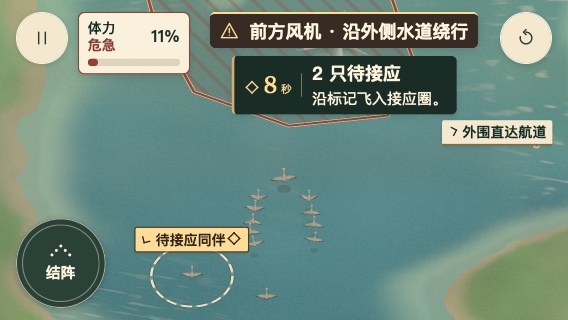 体力
危急
11%
前方风机 · 沿外侧水道绕行
8 秒
2 只待接应
沿标记飞入接应圈。
外围直达航道
待接应同伴
结阵